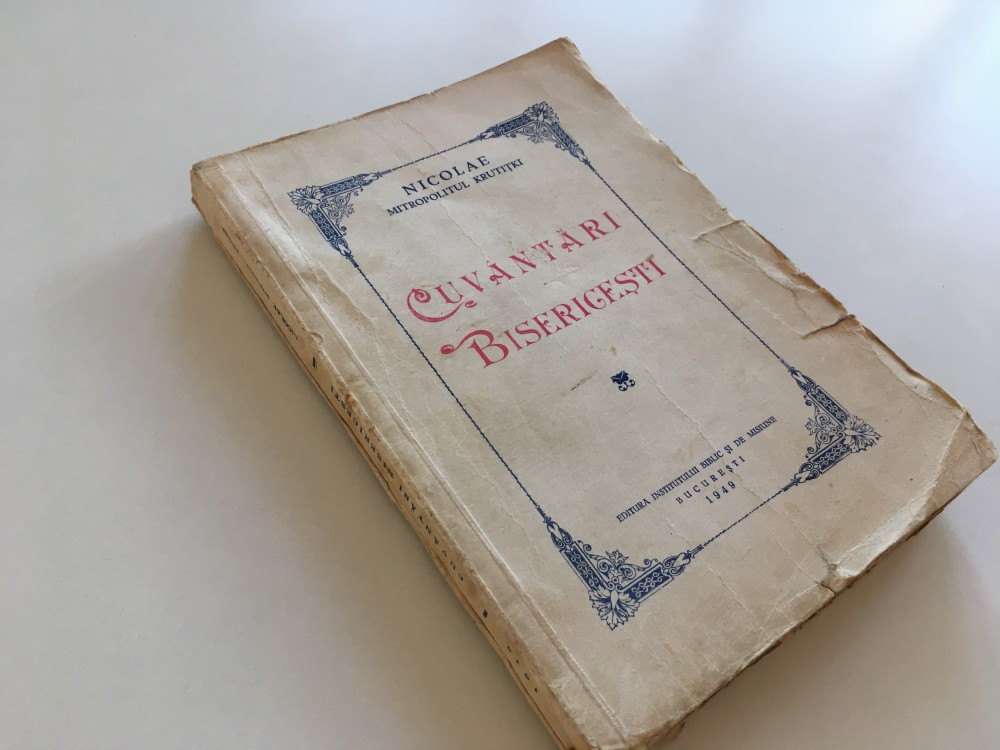 NICOLAE
MITROPOLITUL KRUTIȚKI
CUVÂNTĂRI
BISERICEȘTI
EDITURA INSTITUTULUI BIBLIC ȘI DE MISIUNE
BUCUREȘTI
1949